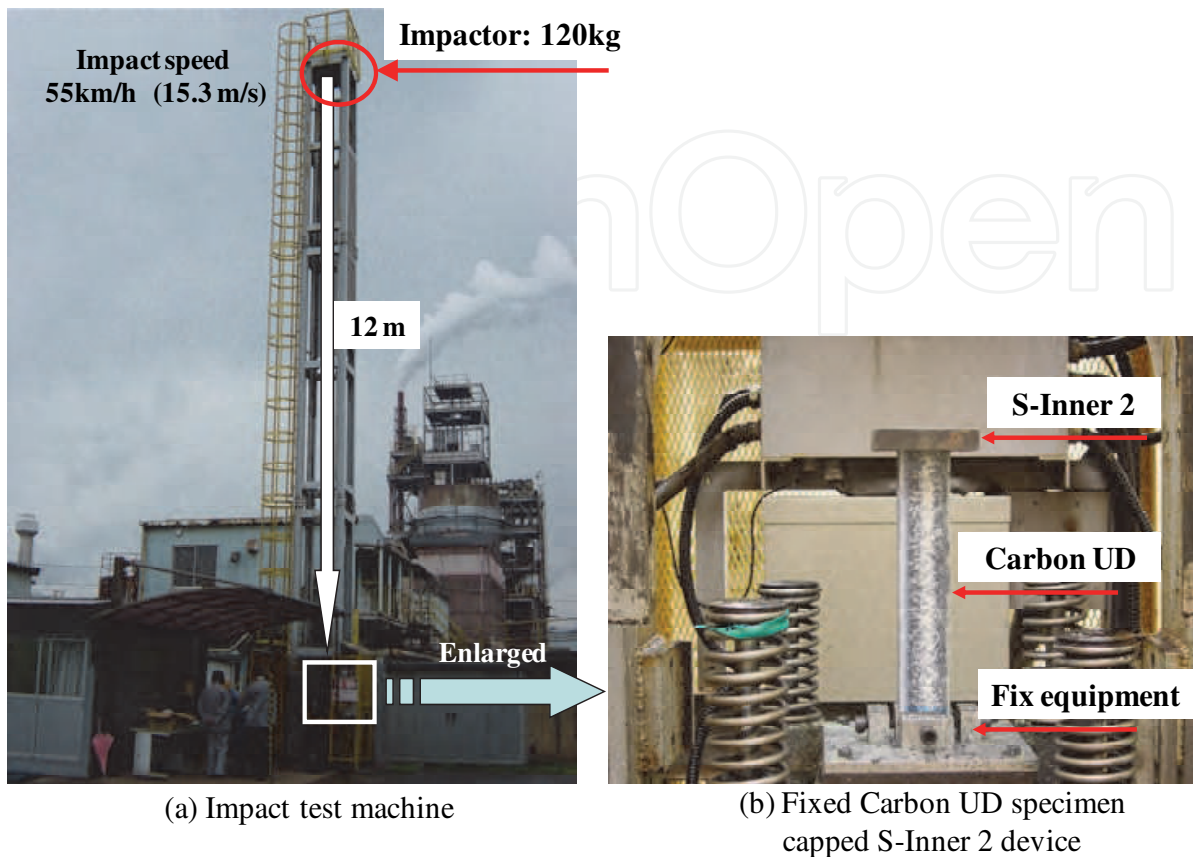 Impactor: 120kg
Impact speed
55km/h (15.3 m/s)
12 m
Enlarged
S-Inner 2
Carbon UD
Fix equipment
(a) Impact test machine
(b) Fixed Carbon UD specimen
capped S-Inner 2 device